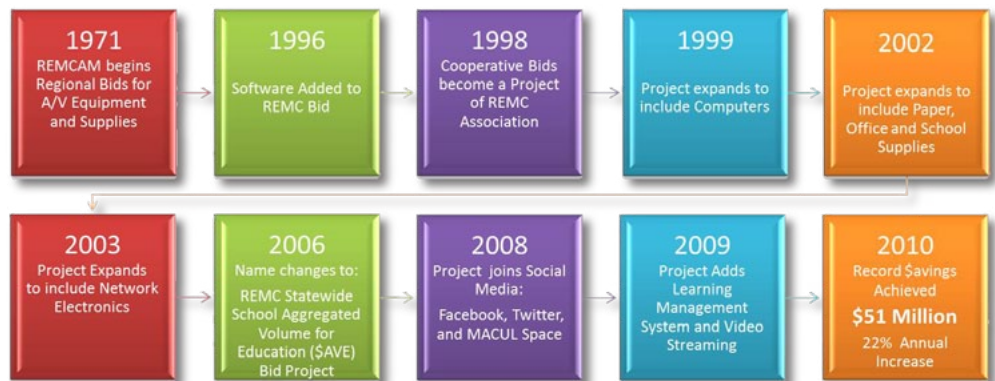 1971
REMCAM begins
Regional Bids for
A/V Equipment
and Supplies
1996
Software Added to
REMC Bid
1998
Cooperative Bids
become a Project
of REMC
Association
1999
Project expands to
include Computers
2002
Project expands to
include Paper,
Office and School
Supplies
2003
Project Expands
to include Network
Electronics
2006
Name changes to:
REMC Statewide
School Aggregated
Volume for
Education ($AVE)
Bid Project
2008
Project joins Social
Media:
Facebook, Twitter,
and MACUL Space
2009
Project Adds
Learning
Management
System and Video
Streaming
2010
Record $avings
Achieved
$51 Million
22% Annual
Increase